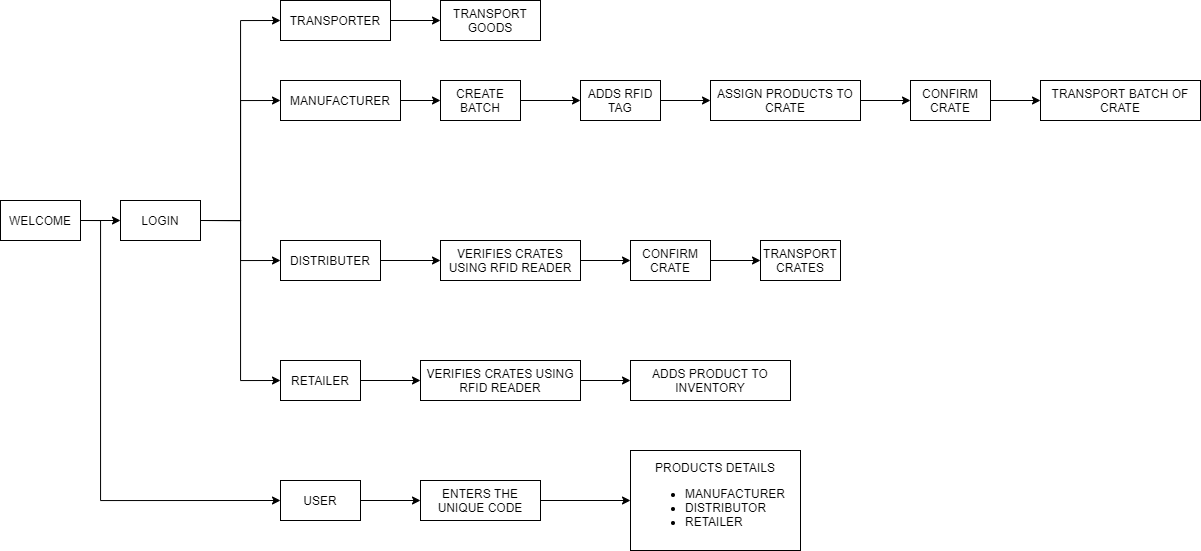 TRANSPORTER
TRANSPORT
GOODS
MANUFACTURER
CREATE
BATCH
ADDS RFID
TAG
ASSIGN PRODUCTS TO
CRATE
CONFIRM
CRATE
TRANSPORT BATCH OF
CRATE
WELCOME
LOGIN
DISTRIBUTER
VERIFIES CRATES
USING RFID READER
CONFIRM
CRATE
TRANSPORT
CRATES
RETAILER
VERIFIES CRATES USING
RFID READER
ADDS PRODUCT TO
INVENTORY
USER
ENTERS THE
UNIQUE CODE
PRODUCTS DETAILS
• MANUFACTURER
• DISTRIBUTOR
• RETAILER